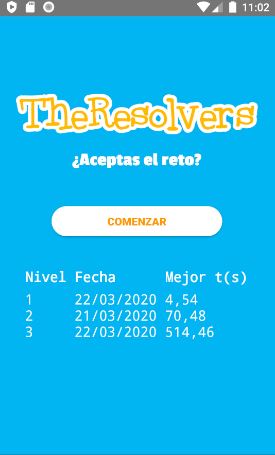 11:02
TheResolvers
¿Aceptas el reto?
COMENZAR
Nivel Fecha Mejor t(s)
1 22/03/2020 4,54
2 21/03/2020 70,48
3 22/03/2020 514,46